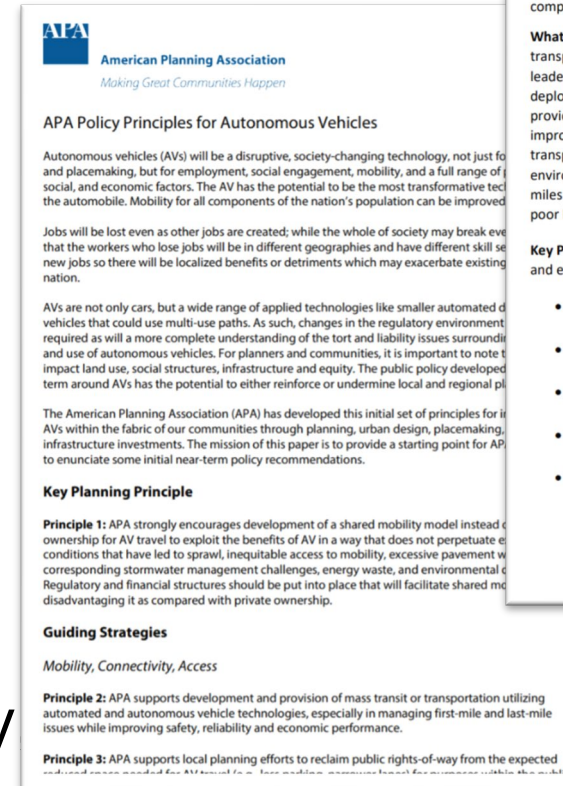 APA
American Planning Association
Making Great Communities Happen
APA Policy Principles for Autonomous Vehicles
Autonomous vehicles (AVs) will be a disruptive, society-changing technology, not just fo
and placemaking, but for employment, social engagement, mobility, and a full range of
social, and economic factors. The AV has the potential to be the most transformative tec
the automobile. Mobility for all components of the nation's population can be improved
Jobs will be lost even as other jobs are created; while the whole of society may break eve
that the workers who lose jobs will be in different geographies and have different skill se
new jobs so there will be localized benefits or detriments which may exacerbate existing
nation.
AVs are not only cars, but a wide range of applied technologies like smaller automated d
vehicles that could use multi-use paths. As such, changes in the regulatory environment
required as will a more complete understanding of the tort and liability issues surroundin
and use of autonomous vehicles. For planners and communities, it is important to note t
impact land use, social structures, infrastructure and equity. The public policy developed
term around AVs has the potential to either reinforce or undermine local and regional pl
The American Planning Association (APA) has developed this initial set of principles for i
AVs within the fabric of our communities through planning, urban design, placemaking,
infrastructure investments. The mission of this paper is to provide a starting point for AP
to enunciate some initial near-term policy recommendations.
Key Planning Principle
Principle 1: APA strongly encourages development of a shared mobility model instead
ownership for AV travel to exploit the benefits of AV in a way that does not perpetuate e
conditions that have led to sprawl, inequitable access to mobility, excessive pavement w
corresponding stormwater management challenges, energy waste, and environmental
Regulatory and financial structures should be put into place that will facilitate shared mo
disadvantaging it as compared with private ownership.
Guiding Strategies
Mobility, Connectivity, Access
Principle 2: APA supports development and provision of mass transit or transportation utilizing
automated and autonomous vehicle technologies, especially in managing first-mile and last-mile
issues while improving safety, reliability and economic performance.
Principle 3: APA supports local planning efforts to reclaim public rights-of-way from the expected
comp
What
transp
leade
deplo
provi
impro
transp
enviro
miles
poor
Key P
and e
y